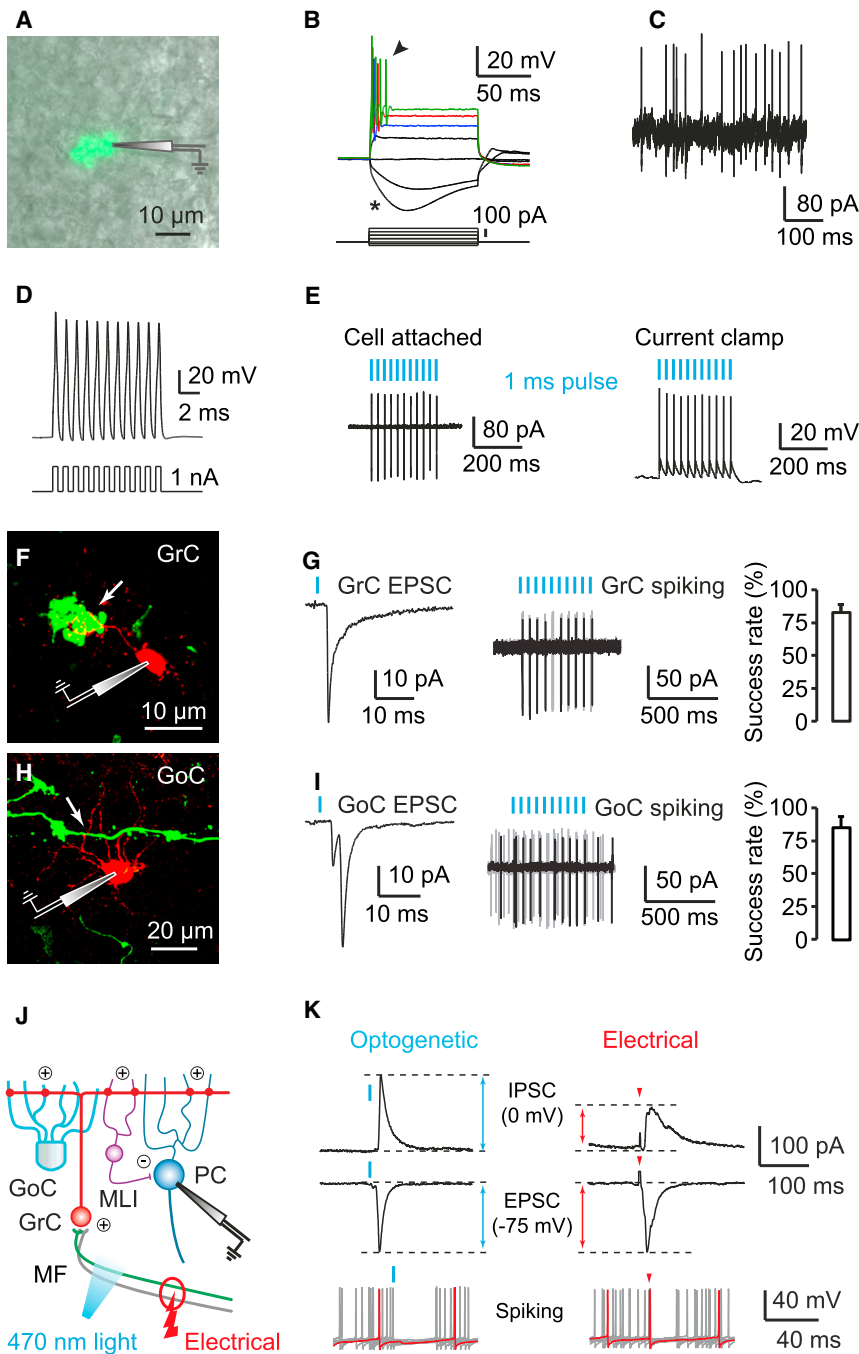 A
10 µm
B
20 mV
50 ms
*
100 pA
C
80 pA
100 ms
D
20 mV
2 ms
1 nA
E
Cell attached
Current clamp
1 ms pulse
80 pA
200 ms
20 mV
200 ms
F
GrC
10 µm
G
GrC EPSC
10 pA
10 ms
GrC spiking
50 pA
500 ms
Success rate (%)
100
75
50
25
0
H
GoC
20 µm
I
GoC EPSC
10 pA
10 ms
GoC spiking
50 pA
500 ms
Success rate (%)
100
75
50
25
0
J
+
+
+
GoC
MLI
-
PC
GrC
+
MF
470 nm light
Electrical
K
Optogenetic
Electrical
IPSC
(0 mV)
EPSC
(-75 mV)
100 pA
100 ms
Spiking
40 mV
40 ms